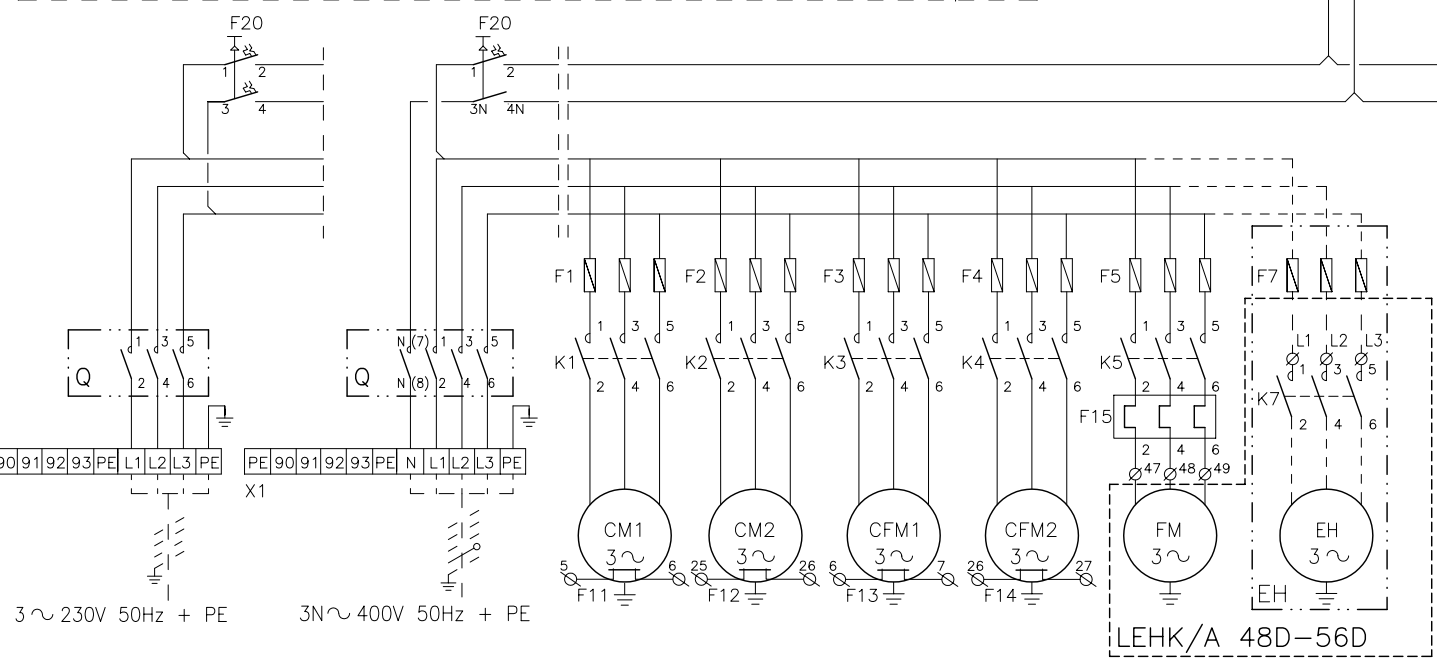 F20 F20
1 2 1 2
3 4 3N 4N
F1 F2 F3 F4 F5 F7
1 3 5 N (7) 1 3 5 1 3 5 1 3 5 1 3 5 1 3 5 1 3 5 L1 L2 L3
Q Q K1 K2 K3 K4 K5
2 4 6 N (8) 2 4 6 2 4 6 2 4 6 2 4 6 2 4 6 2 4 6 1 3 5
K7
F15 2 4 6
2 4 6
90 91 92 93 PE L1 L2 L3 PE PE 90 91 92 93 PE N L1 L2 L3 PE
47 48 49
X1
CM1 CM2 CFM1 CFM2 FM EH
3~ 3~ 3~ 3~ 3~ 3~
5 6 25 26 6 7 26 27
F11 F12 F13 F14 EH
3~230V 50Hz + PE 3N~400V 50Hz + PE
LEHK/A 48D-56D